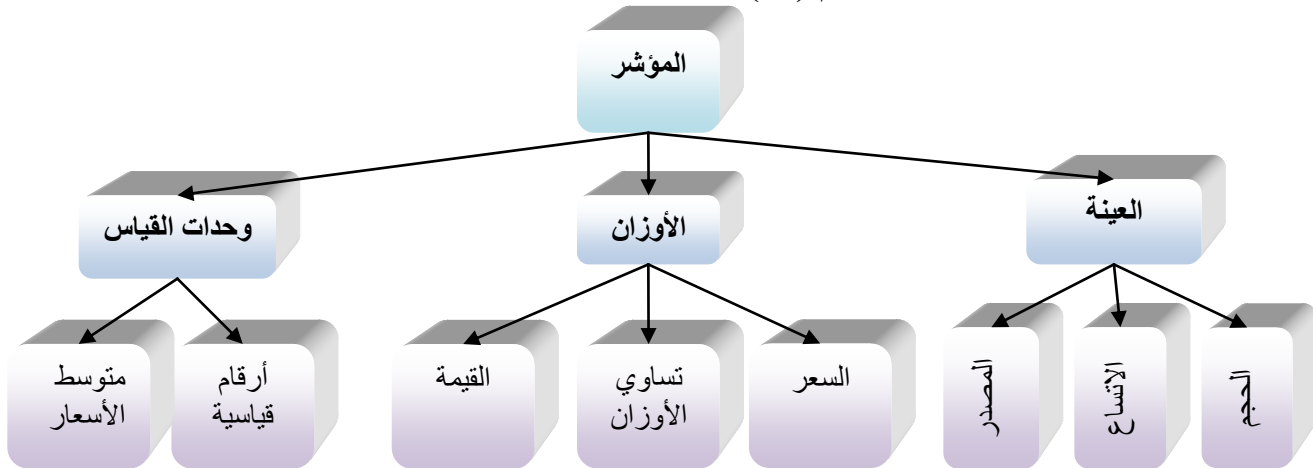 المؤشر
العينة
الأوزان
وحدات القياس
الحجم
الاتساع
المصدر
السعر
تساوي
الأوزان
القيمة
أرقام
قياسية
متوسط
الأسعار